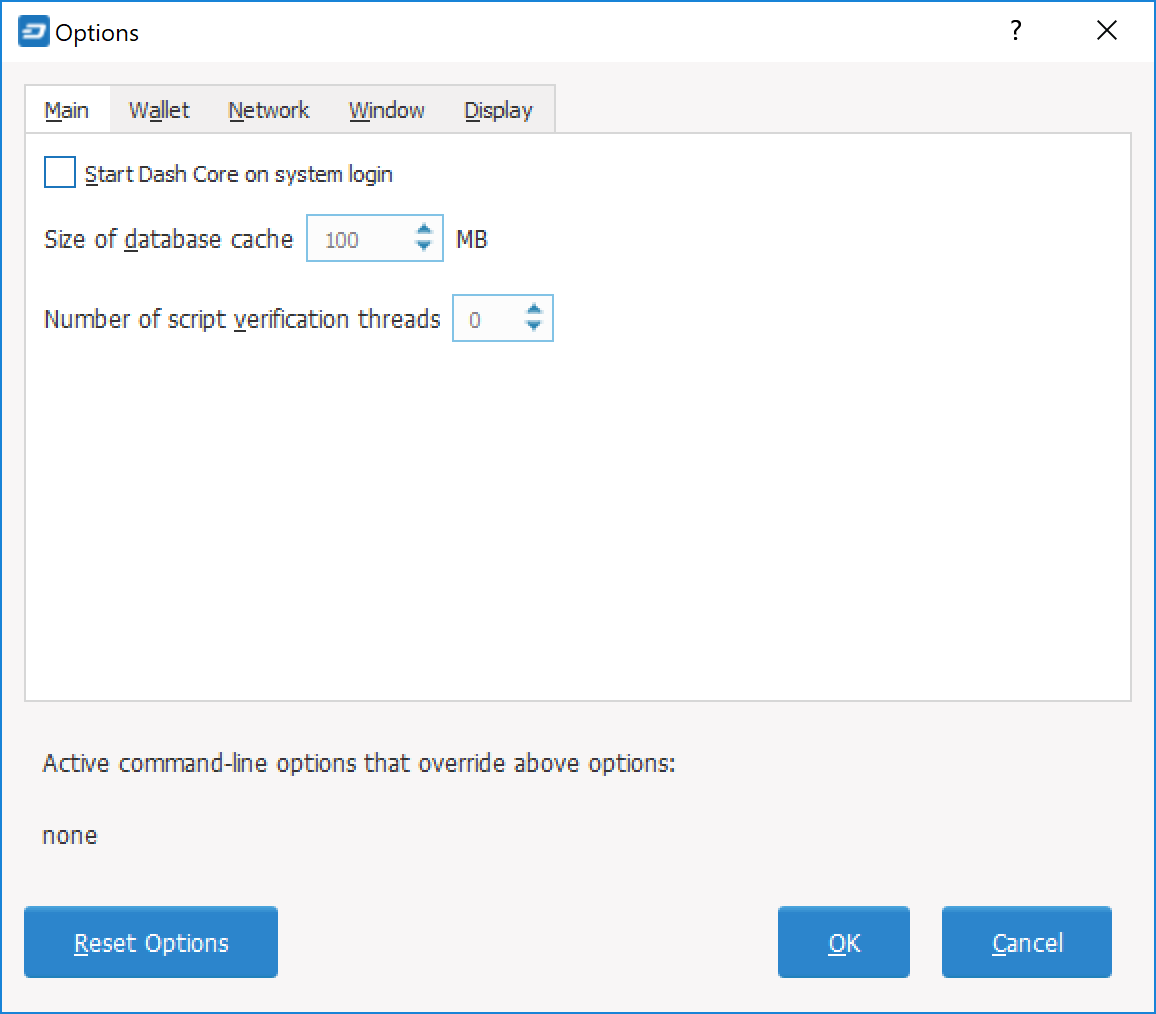 Options ?
Main Wallet Network Window Display
Start Dash Core on system login
Size of database cache 100 MB
Number of script verification threads 0
Active command-line options that override above options:
none
Reset Options OK Cancel